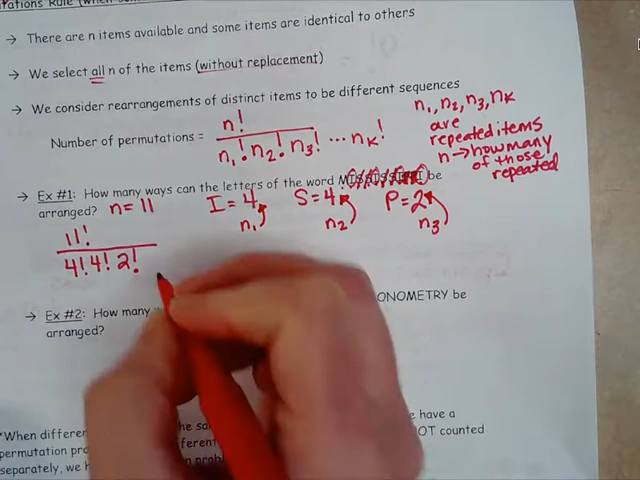 Rule (when some
→ There are n items available and some items are identical to others
→ We select all n of the items (without replacement)
→ We consider rearrangements of distinct items to be different sequences
Number of permutations = n! / n₁! n₂! n₃! ... nₖ!
n₁, n₂, n₃, nₖ
are
repeated items
n → how many
of those
repeated
→ Ex #1: How many ways can the letters of the word MISSISSIPPI be
arranged? n = 11 I = 4 S = 4 P = 2
n₁ n₂ n₃
11!
4! 4! 2!
→ Ex #2: How many ONOMETRY be
arranged?
*When differen the sa have a
permutation pro ifferent OT counted
separately, we h n prob